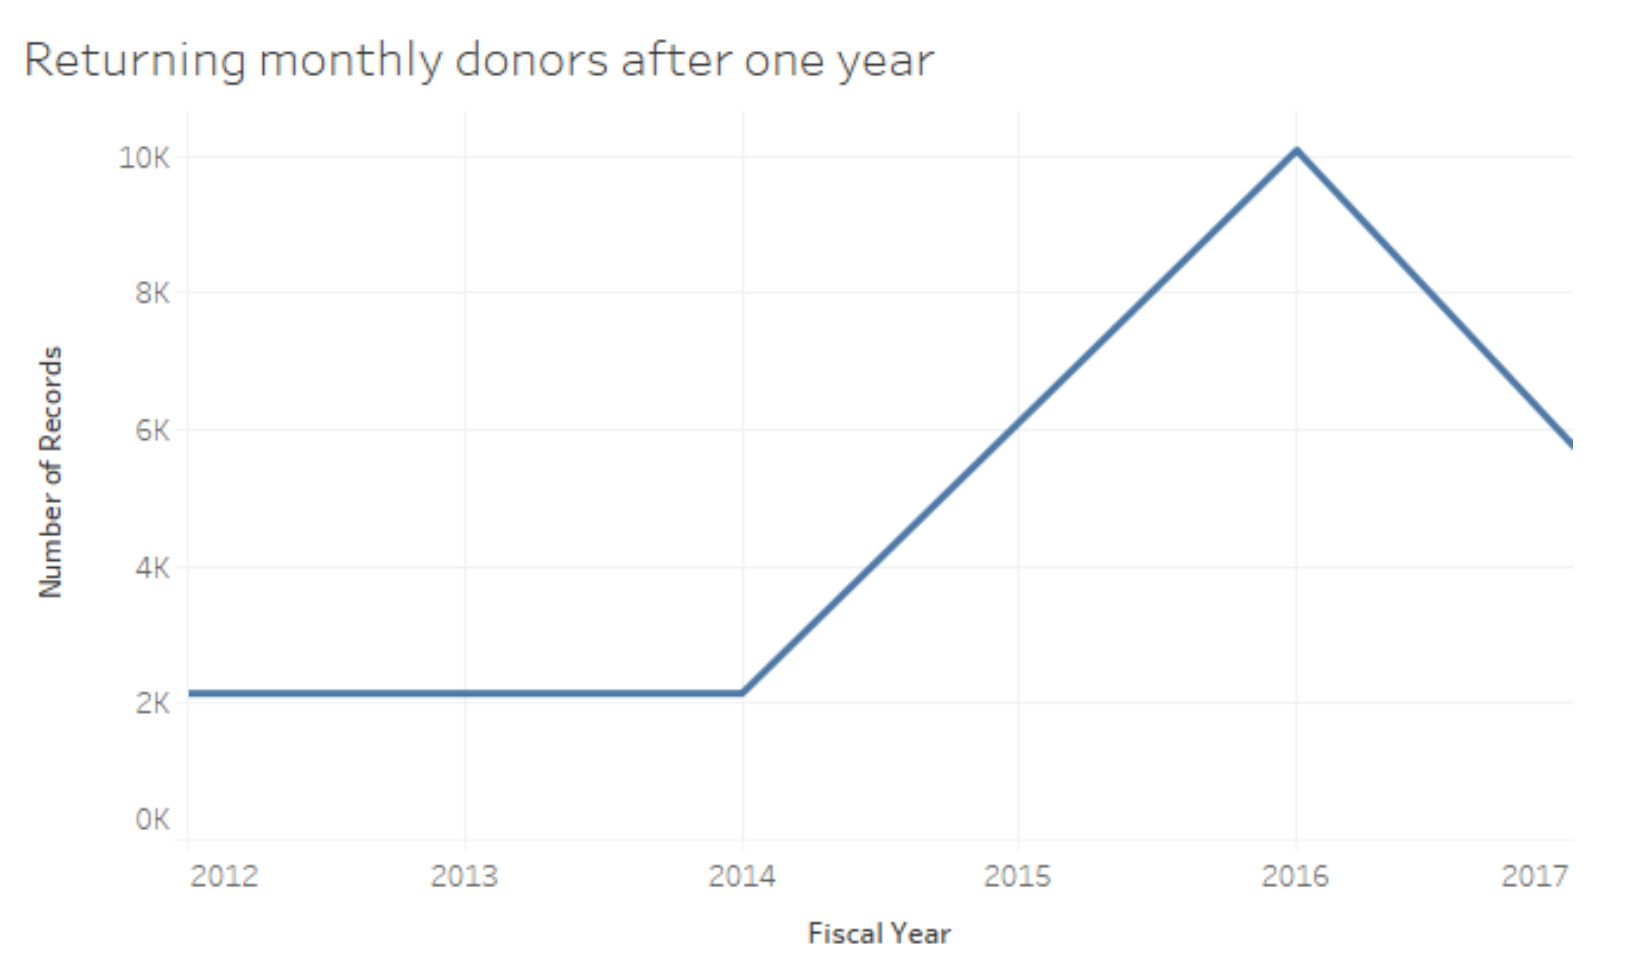 Returning monthly donors after one year
10K
8K
6K
4K
2K
0K
Number of Records
2012 2013 2014 2015 2016 2017
Fiscal Year